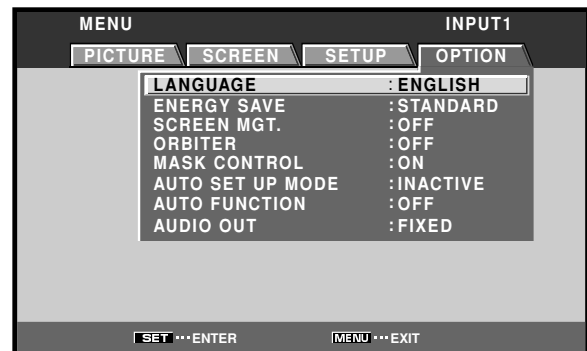 MENU INPUT1
PICTURE SCREEN SETUP OPTION
LANGUAGE : ENGLISH
ENERGY SAVE : STANDARD
SCREEN MGT. : OFF
ORBITER : OFF
MASK CONTROL : ON
AUTO SET UP MODE : INACTIVE
AUTO FUNCTION : OFF
AUDIO OUT : FIXED
SET ··· ENTER MENU ··· EXIT